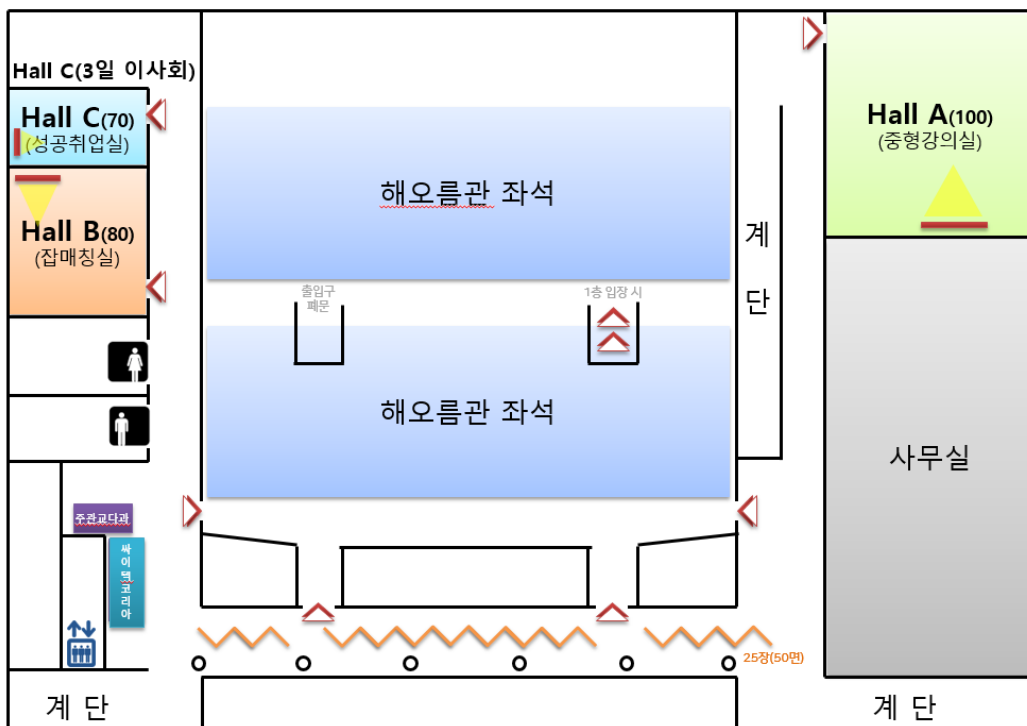 Hall C(3일 이사회)
Hall C(70)
(성공취업실)
Hall B(80)
(잡매칭실)
해오름관 좌석
출입구
폐문
1층 입장 시
해오름관 좌석
계
단
Hall A(100)
(중형강의실)
사무실
주관교다과
싸이텍코리아
25장(50면)
계 단
계 단